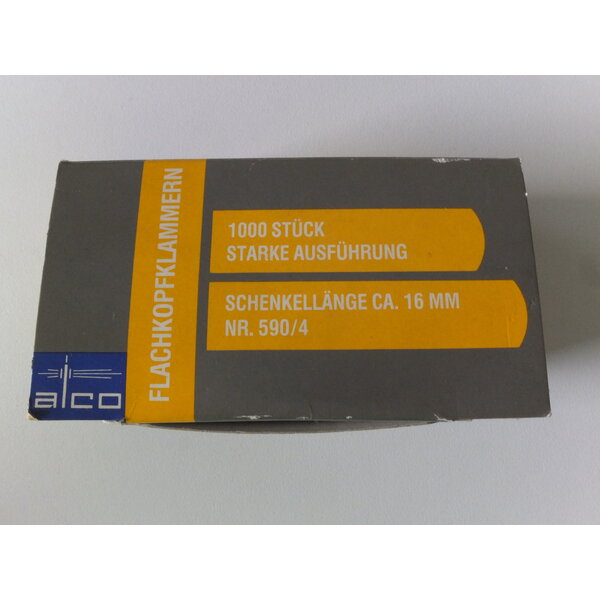 FLACHKOPFKLAMMERN
1000 STÜCK
STARKE AUSFÜHRUNG
SCHENKELLÄNGE CA. 16 MM
NR. 590/4
alco